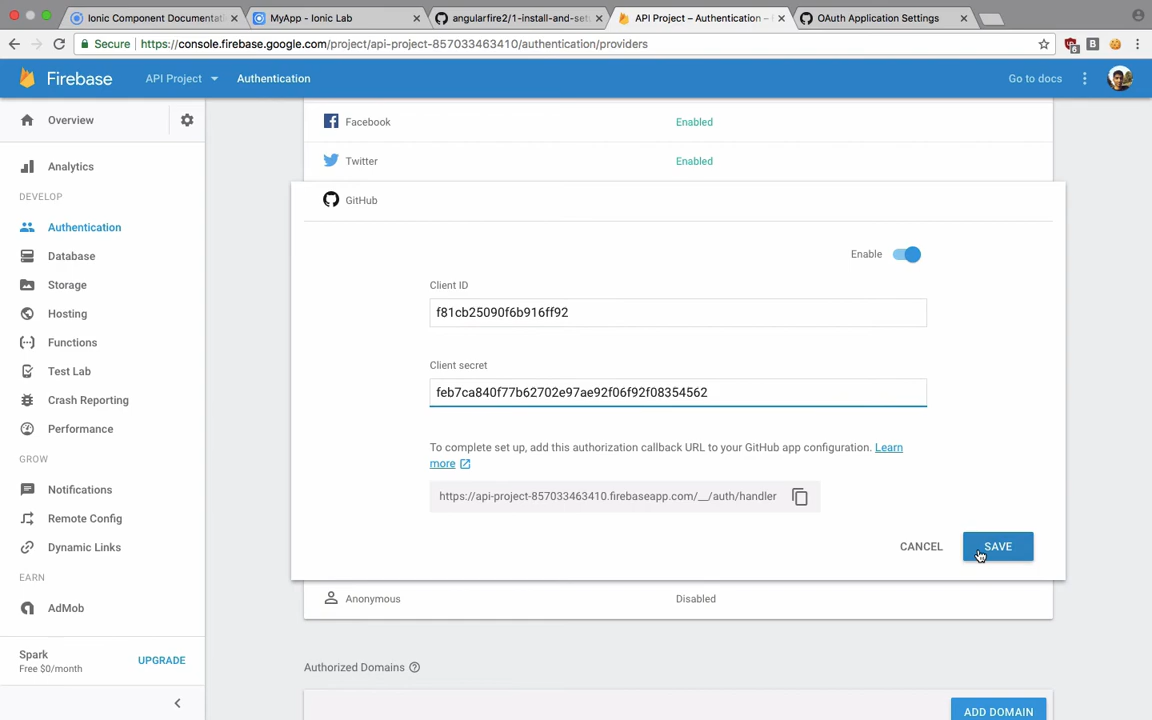 Ionic Component Documentati
MyApp - Ionic Lab
angularfire2/1-install-and-set
API Project – Authentication –
OAuth Application Settings
Secure
https://console.firebase.google.com/project/api-project-857033463410/authentication/providers
6
B
Firebase
API Project
Authentication
Go to docs
Overview
Analytics
DEVELOP
Authentication
Database
Storage
Hosting
Functions
Test Lab
Crash Reporting
Performance
GROW
Notifications
Remote Config
Dynamic Links
EARN
AdMob
Spark
Free $0/month
UPGRADE
Facebook
Enabled
Twitter
Enabled
GitHub
Enable
Client ID
f81cb25090f6b916ff92
Client secret
feb7ca840f77b62702e97ae92f06f92f08354562
To complete set up, add this authorization callback URL to your GitHub app configuration. Learn
more
https://api-project-857033463410.firebaseapp.com/__/auth/handler
CANCEL
SAVE
Anonymous
Disabled
Authorized Domains
ADD DOMAIN